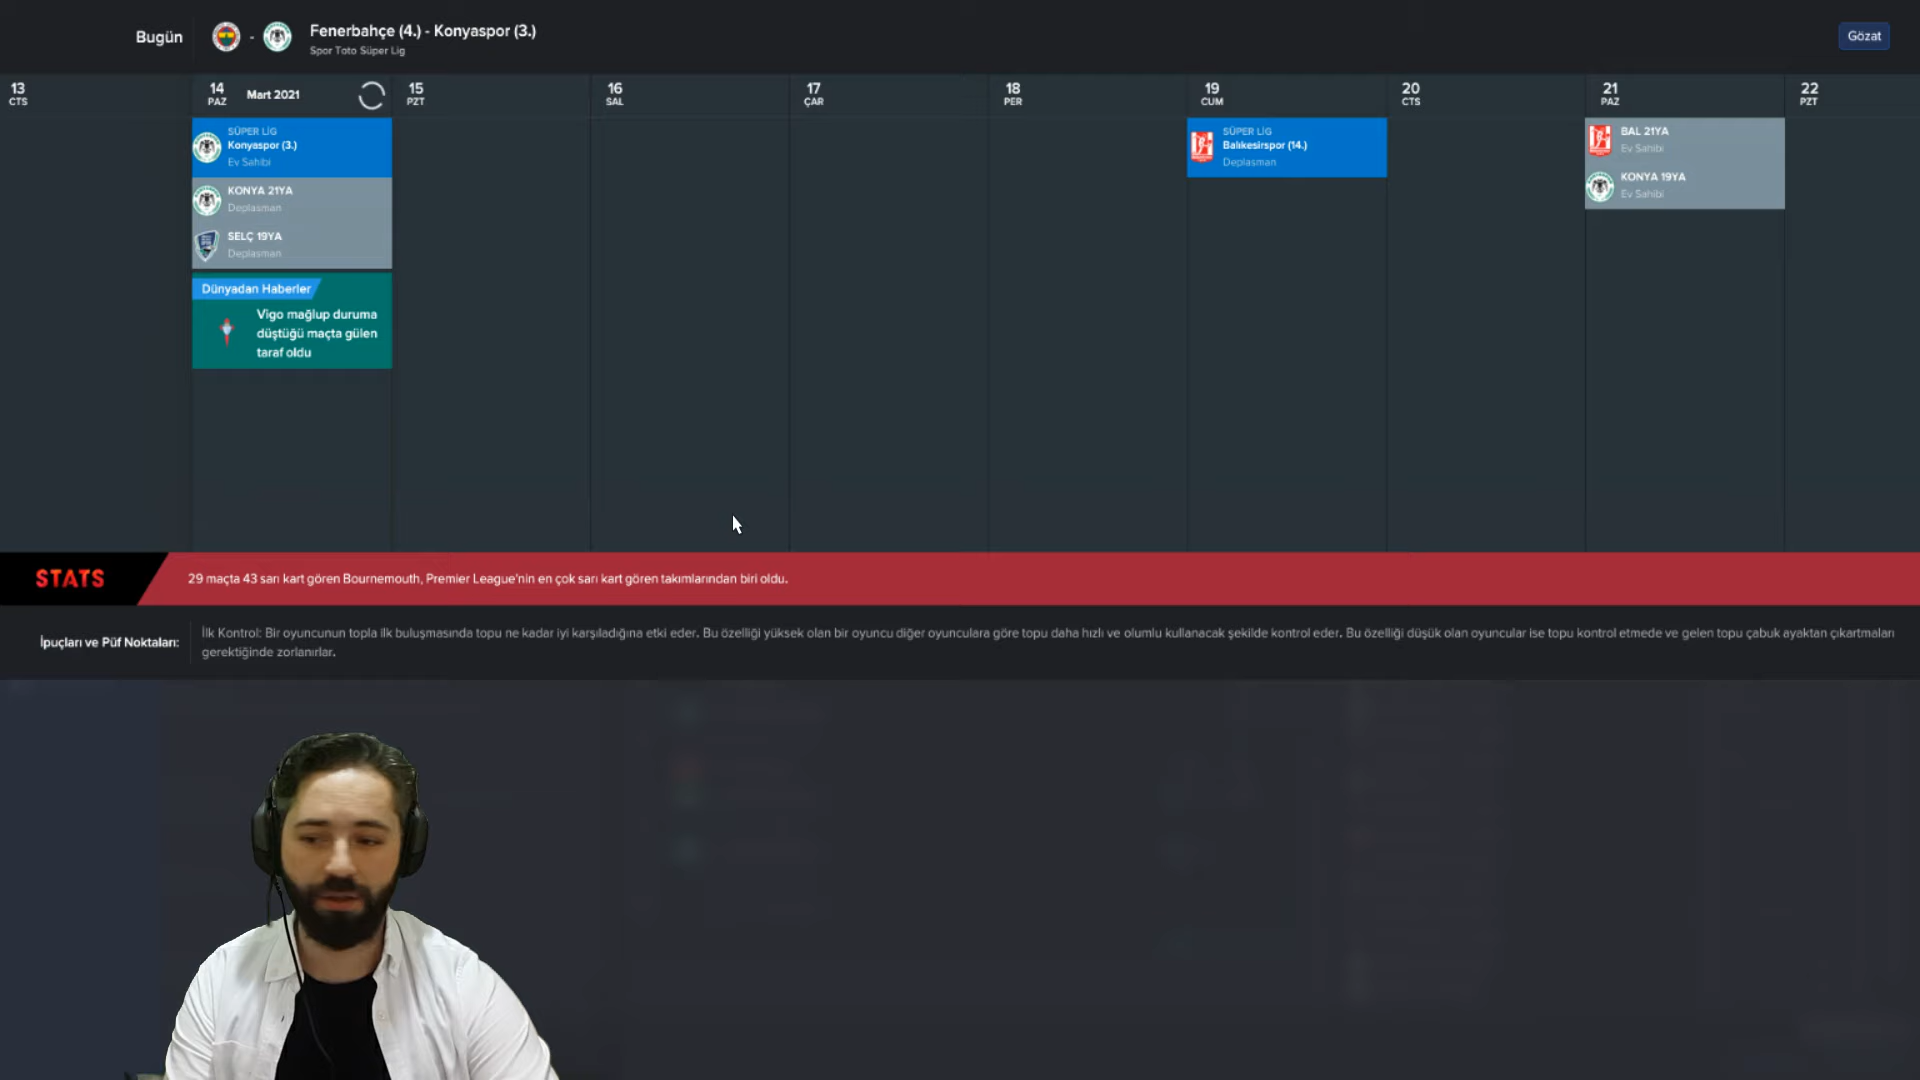 Bugün
-
Fenerbahçe (4.) - Konyaspor (3.)
Spor Toto Süper Lig
Gözat
13
CTS
14
PAZ
Mart 2021
15
PZT
16
SAL
17
ÇAR
18
PER
19
CUM
20
CTS
21
PAZ
22
PZT
SÜPER LİG
Konyaspor (3.)
Ev Sahibi
KONYA 21YA
Deplasman
SELÇ 19YA
Deplasman
Dünyadan Haberler
Vigo mağlup duruma
düştüğü maçta gülen
taraf oldu
SÜPER LİG
Balıkesirspor (14.)
Deplasman
BAL 21YA
Ev Sahibi
KONYA 19YA
Ev Sahibi
STATS
29 maçta 43 sarı kart gören Bournemouth, Premier League'nin en çok sarı kart gören takımlarından biri oldu.
İpuçları ve Püf Noktaları:
İlk Kontrol: Bir oyuncunun topla ilk buluşmasında topu ne kadar iyi karşıladığına etki eder. Bu özelliği yüksek olan bir oyuncu diğer oyunculara göre topu daha hızlı ve olumlu kullanacak şekilde kontrol eder. Bu özelliği düşük olan oyuncular ise topu kontrol etmede ve gelen topu çabuk ayaktan çıkartmaları
gerektiğinde zorlanırlar.